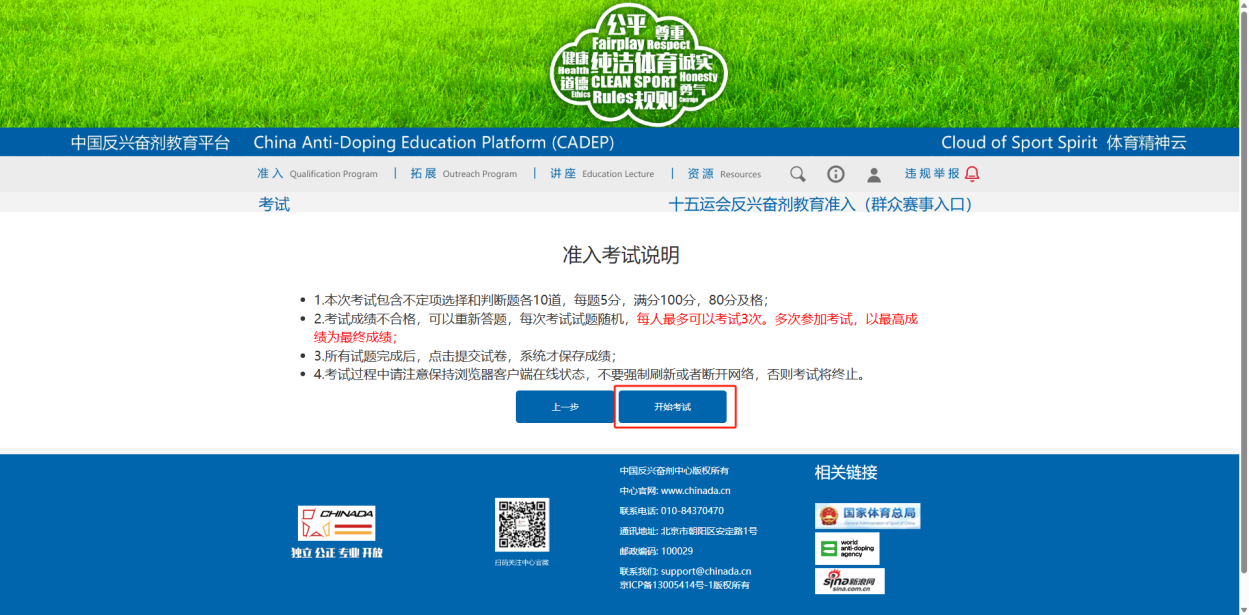 公平 尊重
Fairplay Respect
健康 纯洁体育 诚实
Health
道德 CLEAN SPORT Honesty
Ethics Rules 规则 勇气
Courage
中国反兴奋剂教育平台 China Anti-Doping Education Platform (CADEP) Cloud of Sport Spirit 体育精神云
准入 Qualification Program | 拓展 Outreach Program | 讲座 Education Lecture | 资源 Resources 违规举报
考试 十五运会反兴奋剂教育准入（群众赛事入口）
准入考试说明
1.本次考试包含不定项选择和判断题各10道，每题5分，满分100分，80分及格；
2.考试成绩不合格，可以重新答题，每次考试试题随机，每人最多可以考试3次。多次参加考试，以最高成
绩为最终成绩；
3.所有试题完成后，点击提交试卷，系统才保存成绩；
4.考试过程中请注意保持浏览器客户端在线状态，不要强制刷新或者断开网络，否则考试将终止。
上一步 开始考试
CHINADA
独立 公正 专业 开放
扫码关注中心官微
中国反兴奋剂中心版权所有
中心官网: www.chinada.cn
联系电话: 010-84370470
通讯地址: 北京市朝阳区安定路1号
邮政编码: 100029
联系我们: support@chinada.cn
京ICP备13005414号-1版权所有
相关链接
国家体育总局
General Administration of Sport of China
world
anti-doping
agency
sina新浪网
sina.com.cn